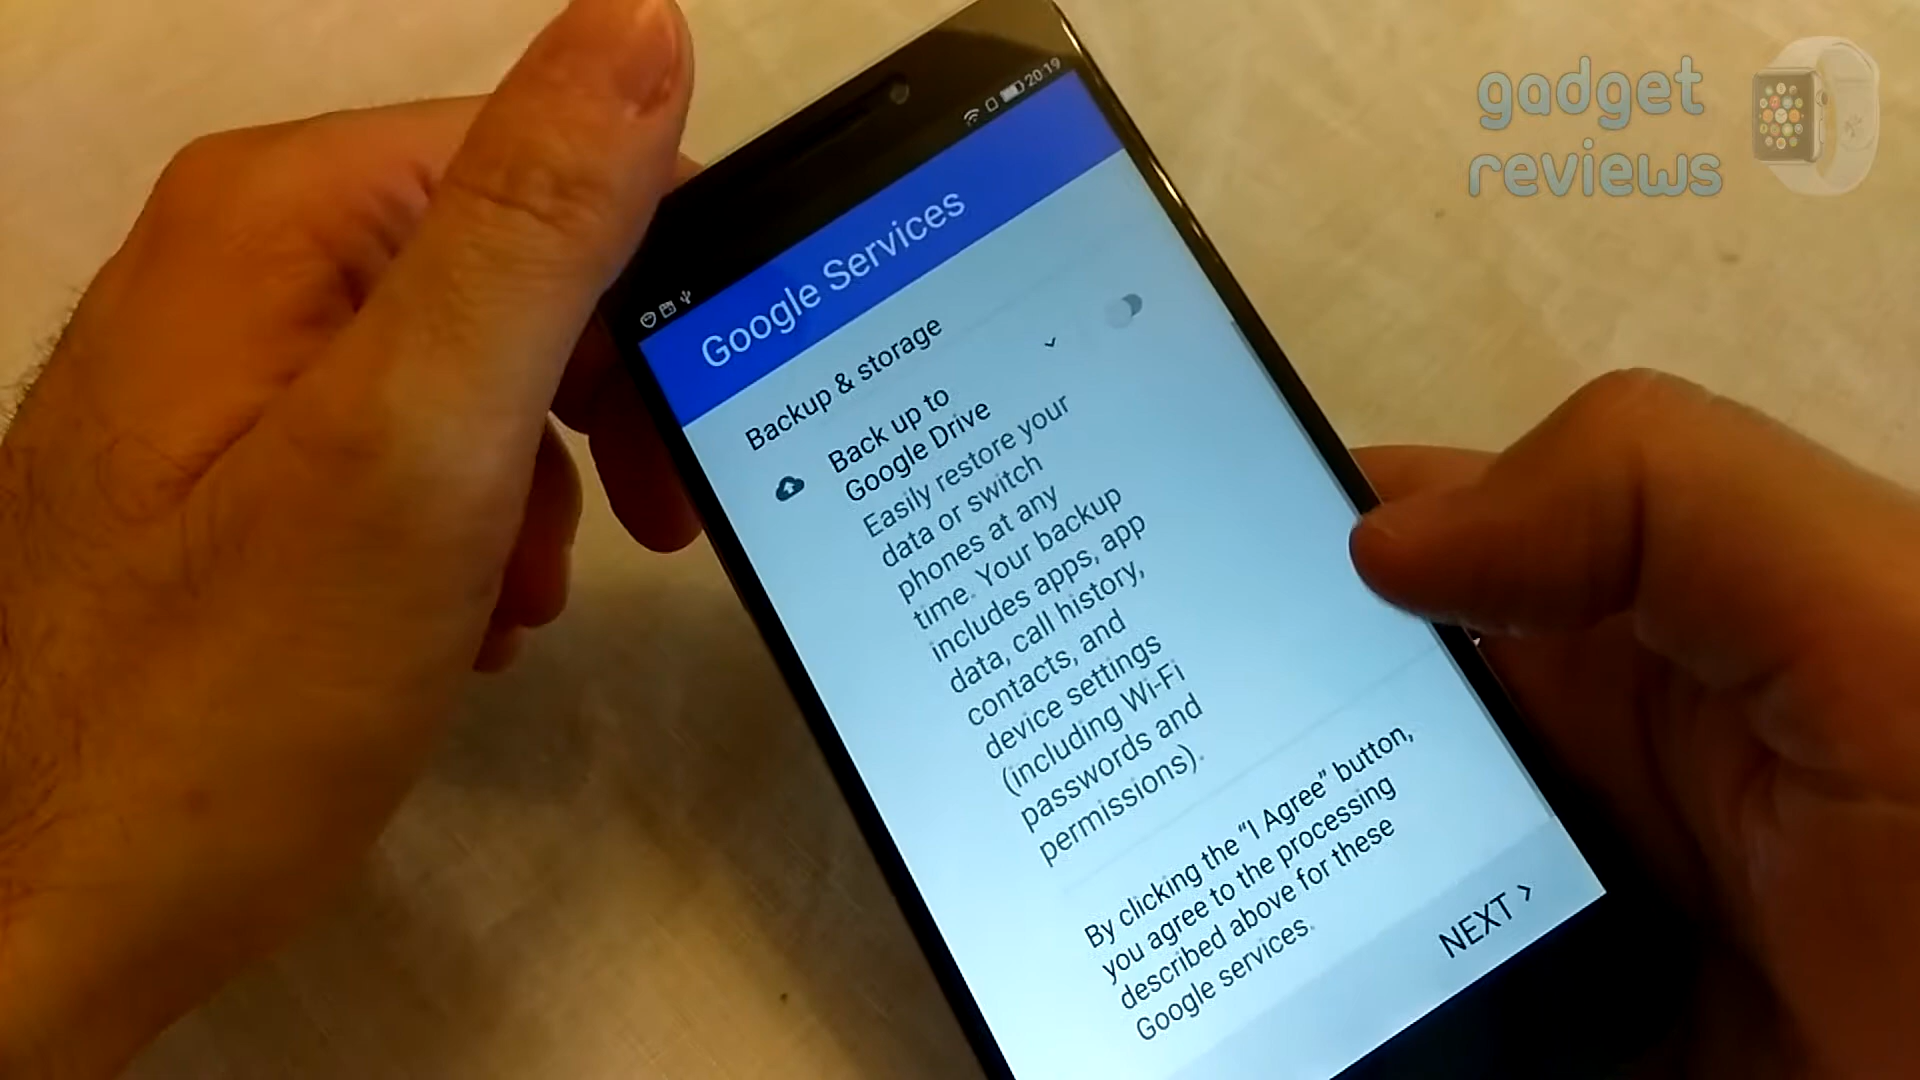 gadget
reviews
20:19
Google Services
Backup & storage
Back up to
Google Drive
Easily restore your
data or switch
phones at any
time. Your backup
includes apps, app
data, call history,
contacts, and
device settings
(including Wi-Fi
passwords and
permissions).
By clicking the “I Agree” button,
you agree to the processing
described above for these
Google services.
NEXT >